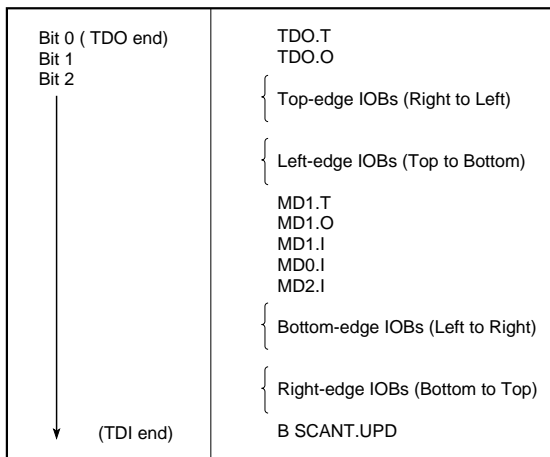 Bit 0 ( TDO end)
Bit 1
Bit 2
(TDI end)
TDO.T
TDO.O
Top-edge IOBs (Right to Left)
Left-edge IOBs (Top to Bottom)
MD1.T
MD1.O
MD1.I
MD0.I
MD2.I
Bottom-edge IOBs (Left to Right)
Right-edge IOBs (Bottom to Top)
B SCANT.UPD